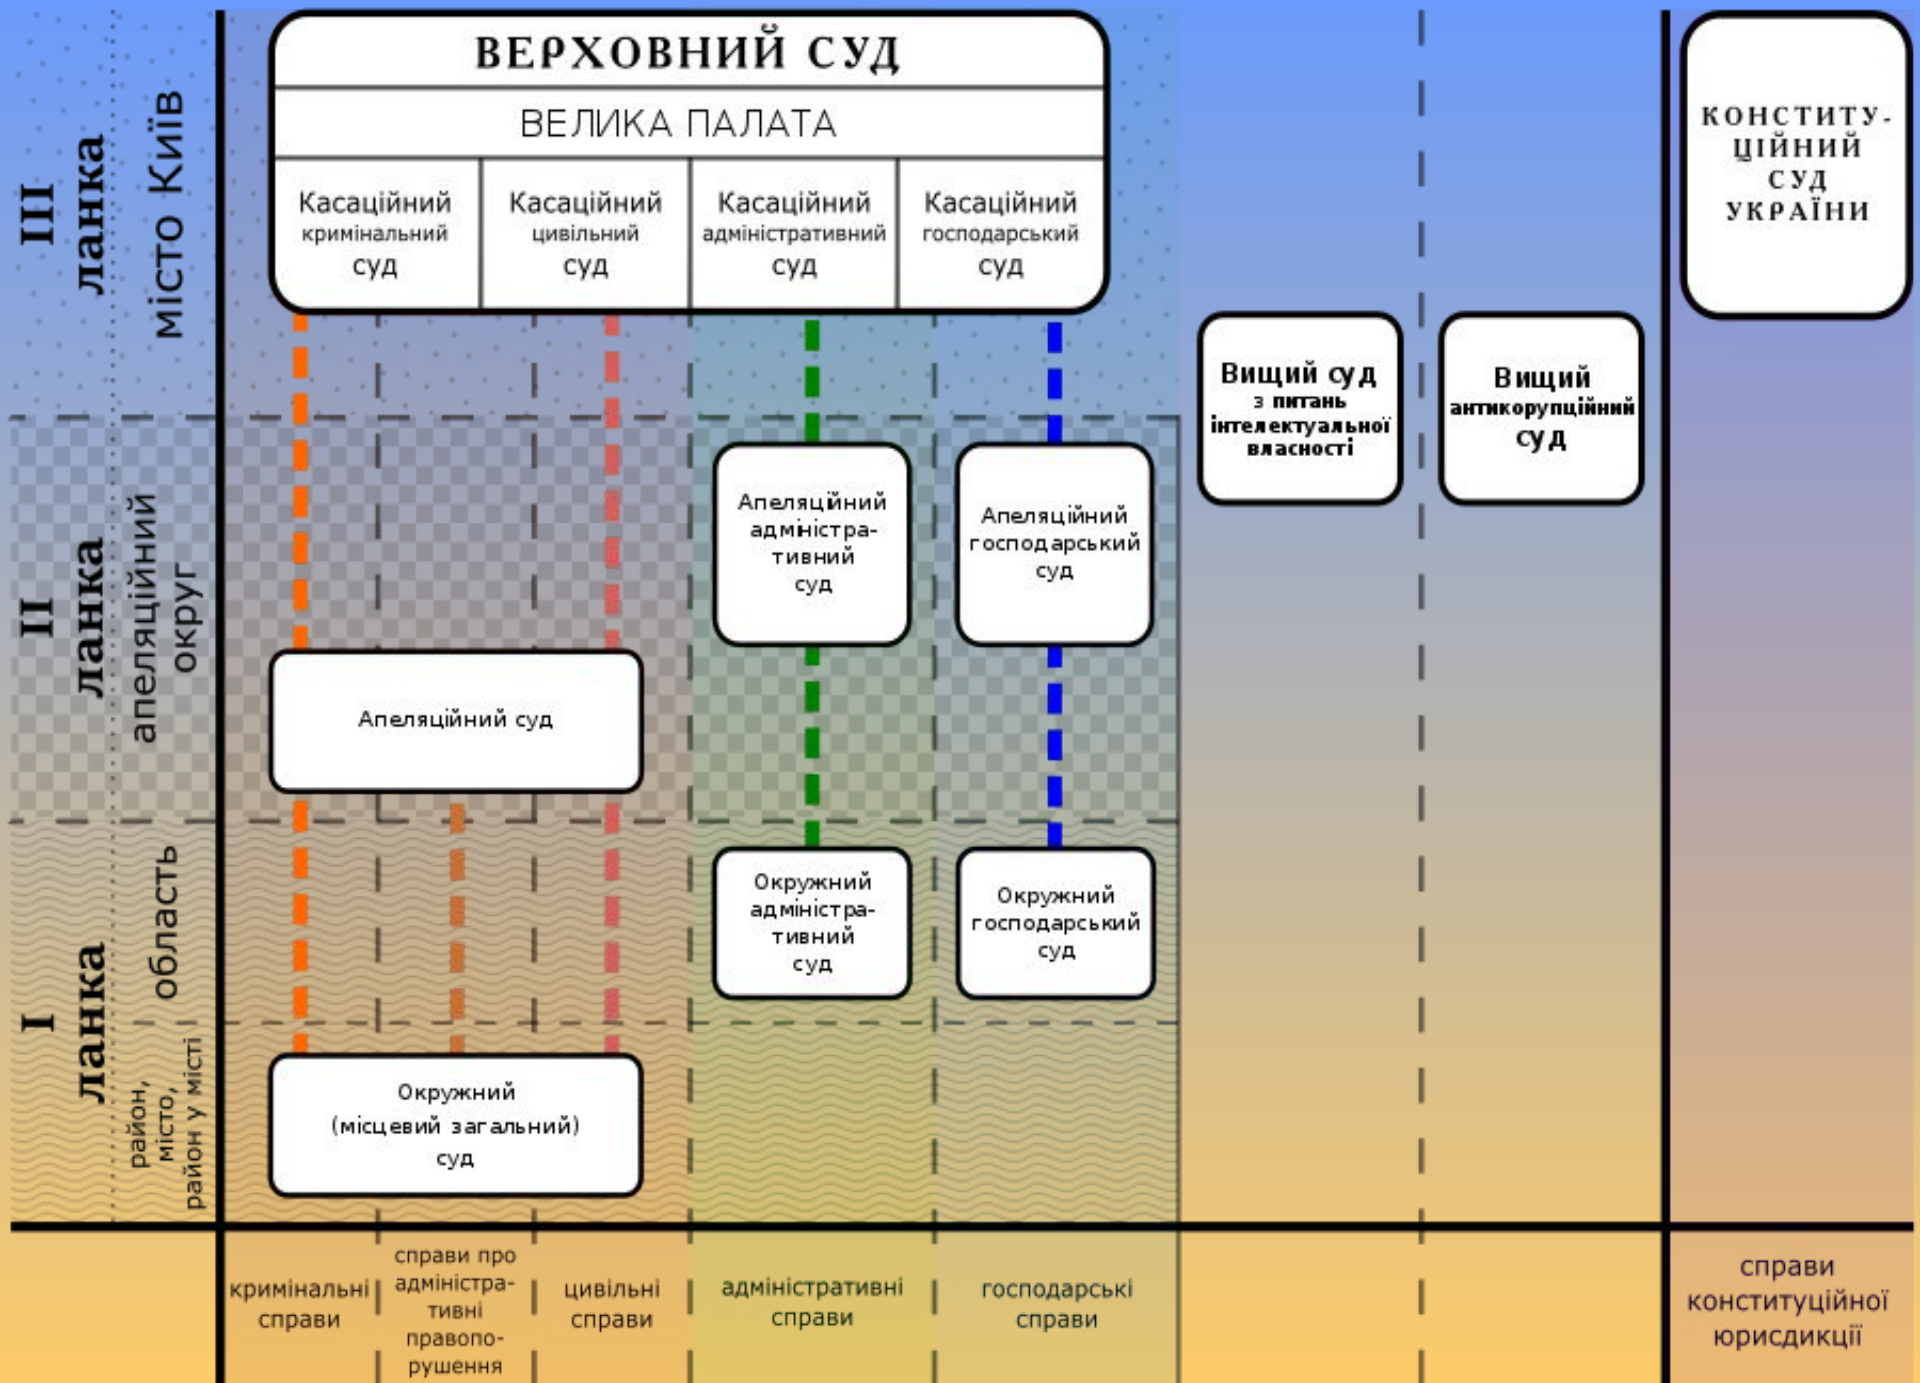 ВЕРХОВНИЙ СУД
ВЕЛИКА ПАЛАТА
Касаційний
кримінальний
суд
Касаційний
цивільний
суд
Касаційний
адміністративний
суд
Касаційний
господарський
суд
КОНСТИТУ-
ЦІЙНИЙ
СУД
УКРАЇНИ
III
ланка
місто Київ
Вищий суд
з питань
інтелектуальної
власності
Вищий
антикорупційний
суд
II
ланка
апеляційний
округ
Апеляційний
адміністра-
тивний
суд
Апеляційний
господарський
суд
Апеляційний суд
I
ланка
область
район,
місто,
район у місті
Окружний
адміністра-
тивний
суд
Окружний
господарський
суд
Окружний
(місцевий загальний)
суд
кримінальні
справи
справи про
адміністра-
тивні
правопо-
рушення
цивільні
справи
адміністративні
справи
господарські
справи
справи
конституційної
юрисдикції